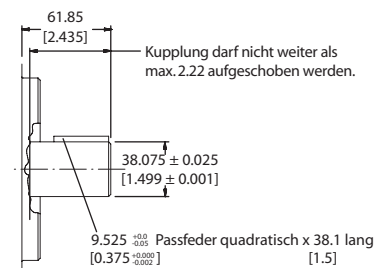 61.85
[2.435]
Kupplung darf nicht weiter als
max. 2.22 aufgeschoben werden.
38.075 ± 0.025
[1.499 ± 0.001]
9.525 +0.0 -0.05 Passfeder quadratisch x 38.1 lang
[0.375 +0.000 -0.002 ] [1.5]